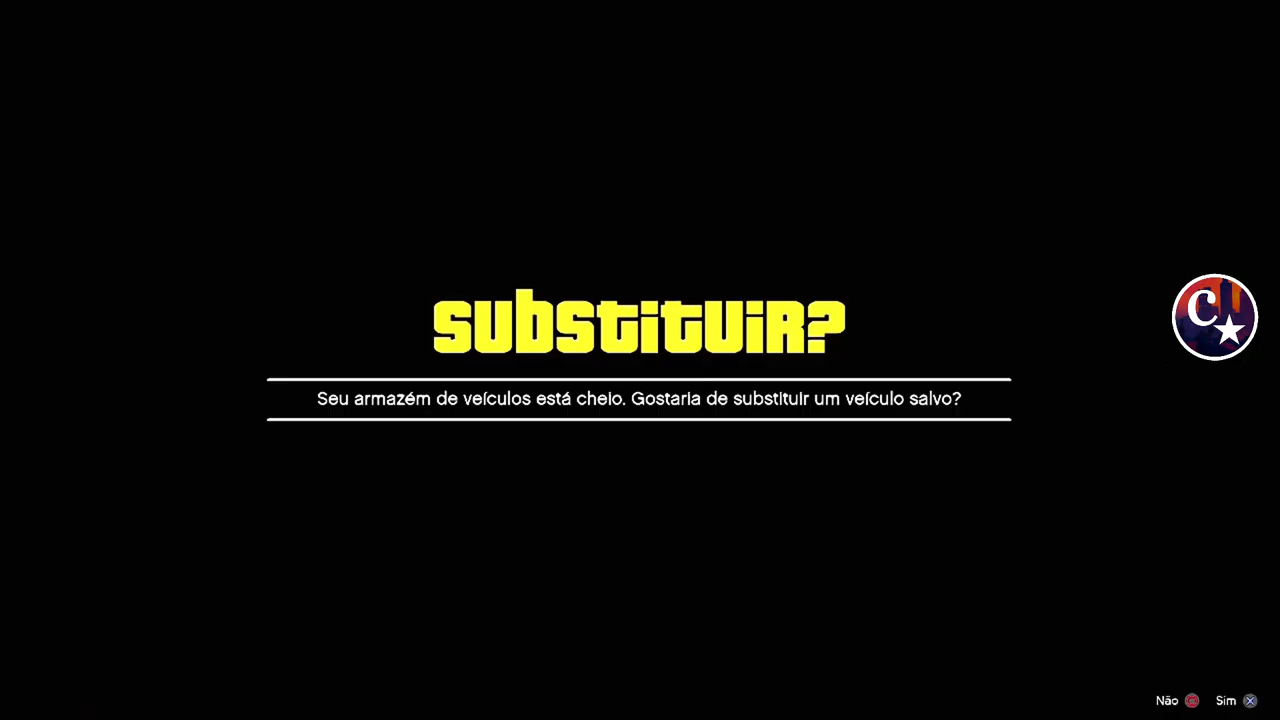 SUBSTITUIR?
Seu armazém de veículos está cheio. Gostaria de substituir um veículo salvo?
C
Não Sim